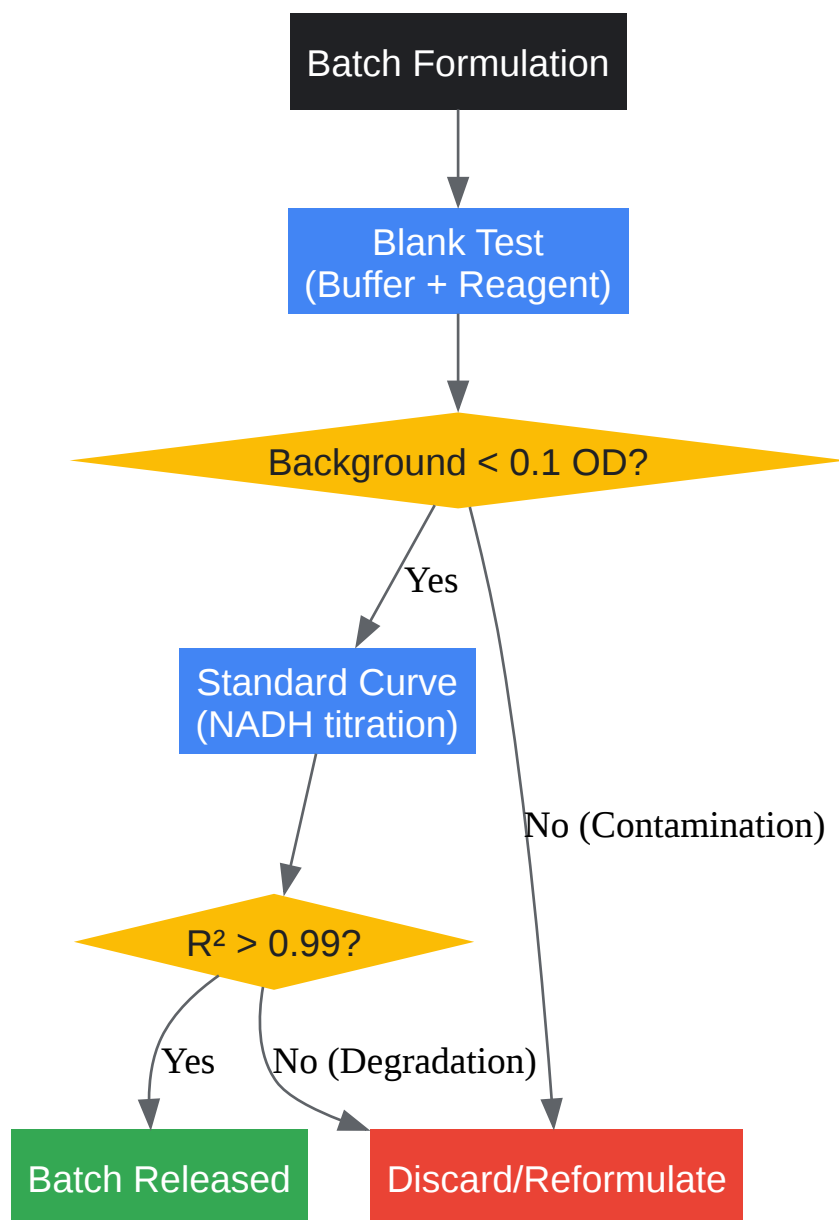 Batch Formulation
Blank Test
(Buffer + Reagent)
Background < 0.1 OD?
Yes
Standard Curve
(NADH titration)
No (Contamination)
R² > 0.99?
Yes
No (Degradation)
Batch Released
Discard/Reformulate